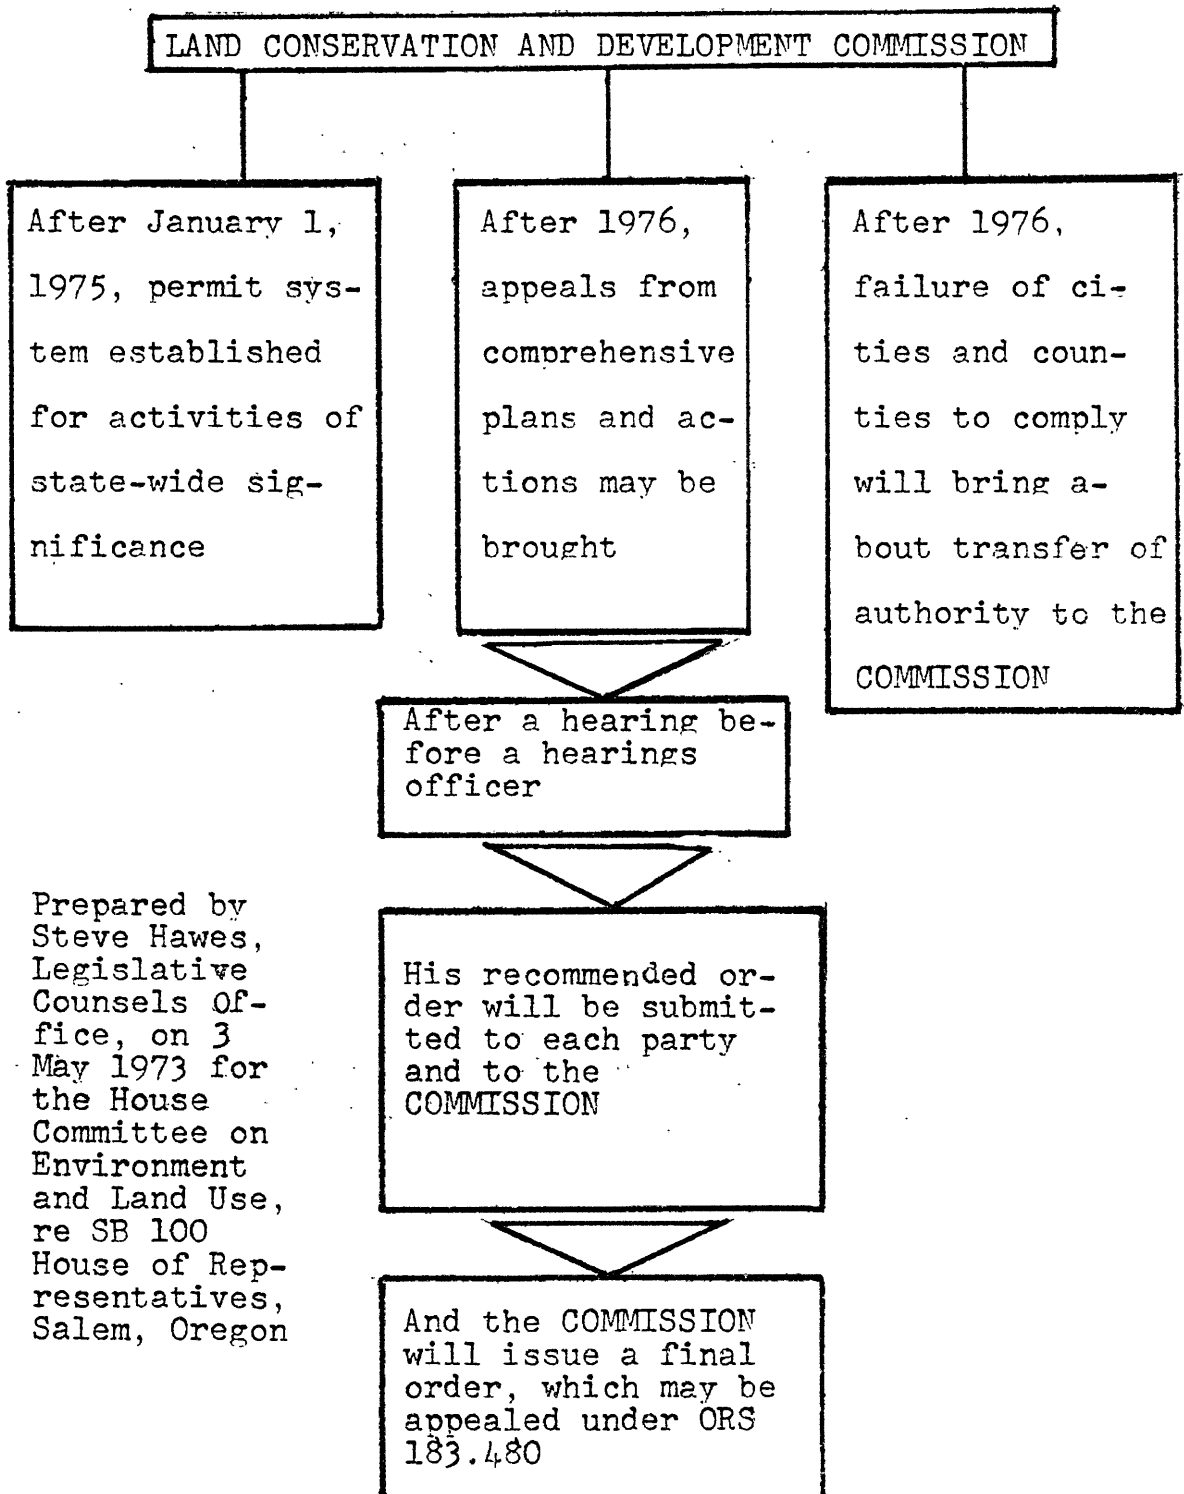 LAND CONSERVATION AND DEVELOPMENT COMMISSION
After January 1,
1975, permit sys-
tem established
for activities of
state-wide sig-
nificance
After 1976,
appeals from
comprehensive
plans and ac-
tions may be
brought
After 1976,
failure of ci-
ties and coun-
ties to comply
will bring a-
bout transfer of
authority to the
COMMISSION
After a hearing be-
fore a hearings
officer
His recommended or-
der will be submit-
ted to each party
and to the
COMMISSION
And the COMMISSION
will issue a final
order, which may be
appealed under ORS
183.480
Prepared by
Steve Hawes,
Legislative
Counsels Of-
fice, on 3
May 1973 for
the House
Committee on
Environment
and Land Use,
re SB 100
House of Rep-
resentatives,
Salem, Oregon